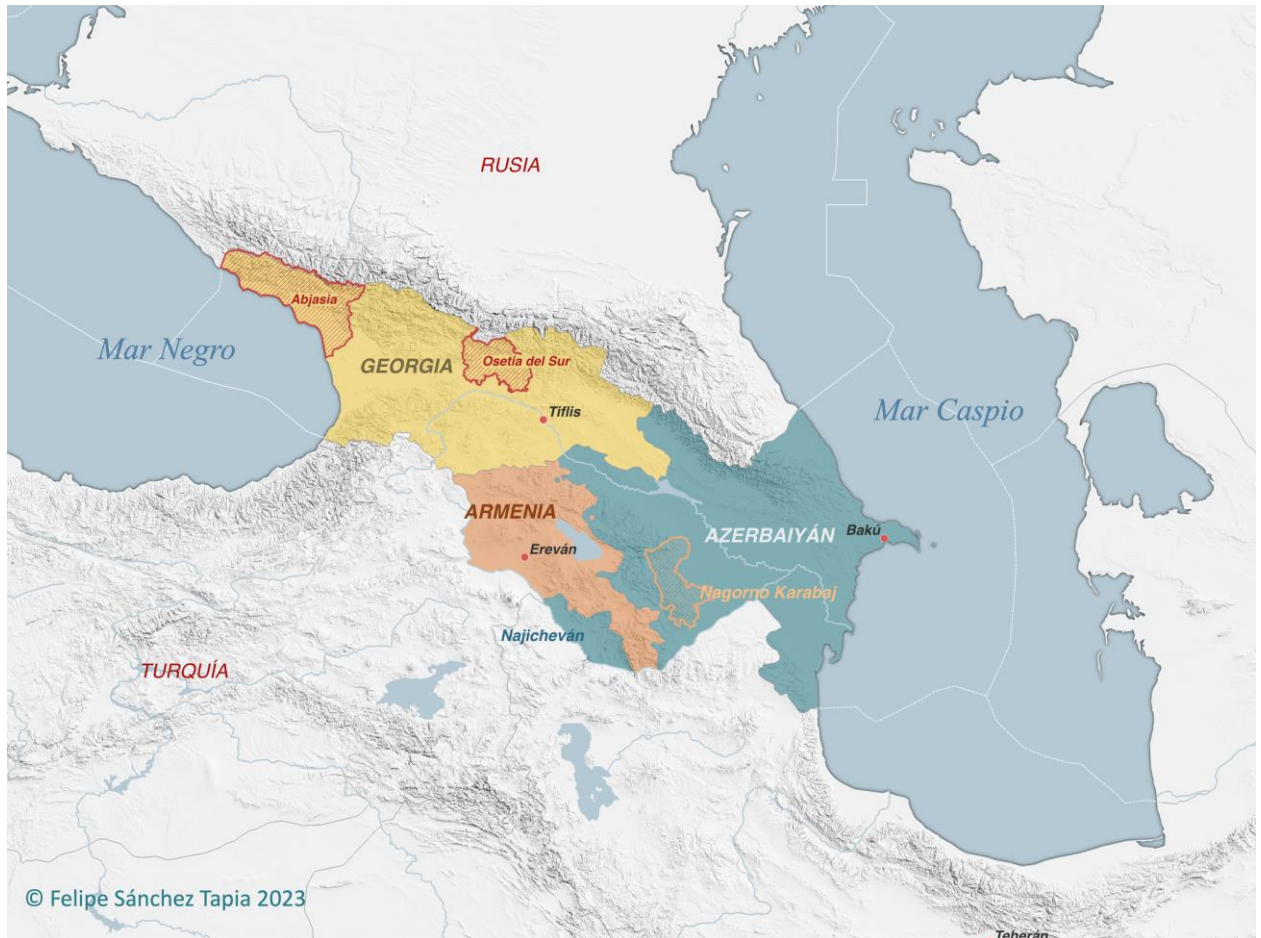 RUSIA
Abjasia
Mar Negro
GEORGIA
Osetia del Sur
Tiflis
Mar Caspio
ARMENIA
Ereván
AZERBAIYÁN
Bakú
Nagorno Karabaj
Najicheván
TURQUÍA
© Felipe Sánchez Tapia 2023
Teherán